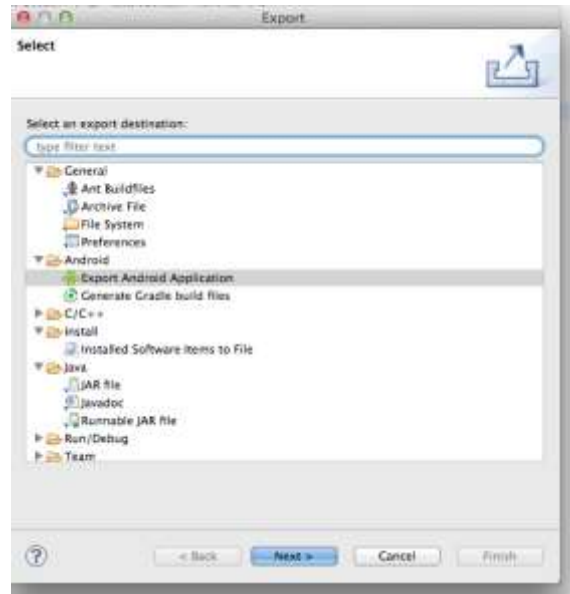 Export
Select
Select an export destination:
type filter text
General
Ant Buildfiles
Archive File
File System
Preferences
Android
Export Android Application
Generate Gradle build files
C/C++
Install
Installed Software Items to File
Java
JAR file
Javadoc
Runnable JAR file
Run/Debug
Team
?
< Back
Next >
Cancel
Finish